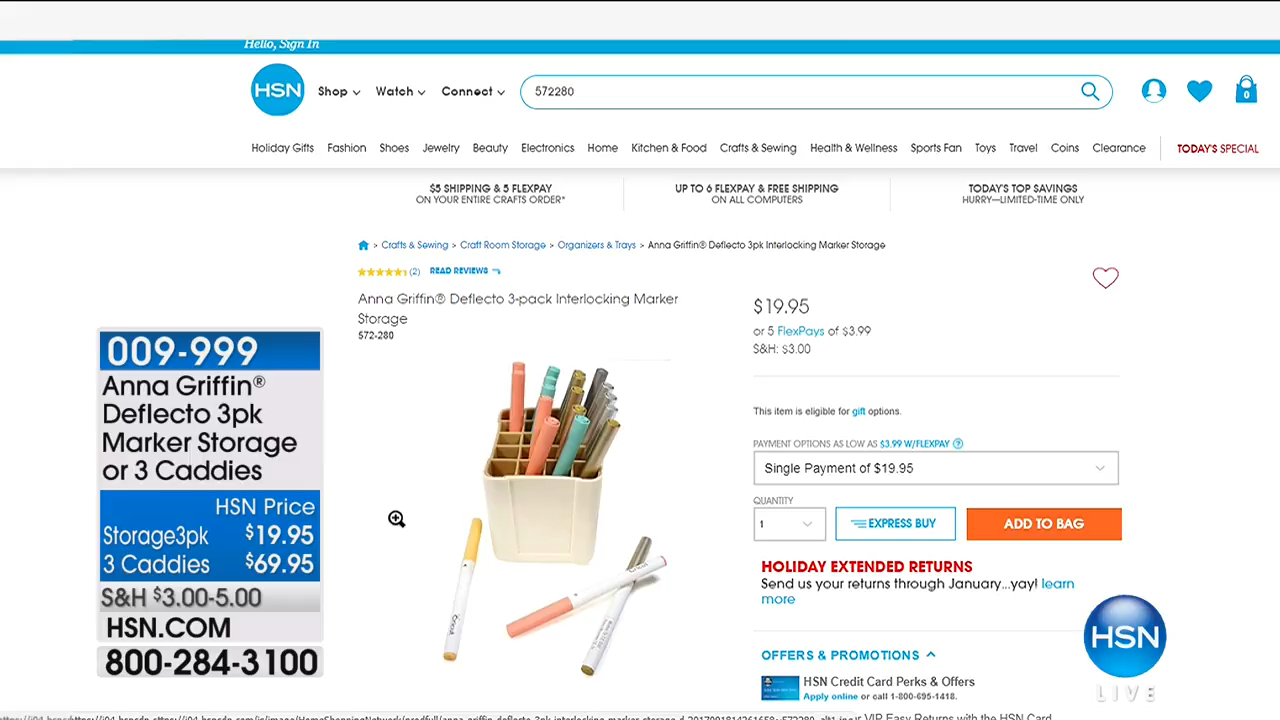 Hello, Sign In
HSN
Shop
Watch
Connect
572280
0
Holiday Gifts
Fashion
Shoes
Jewelry
Beauty
Electronics
Home
Kitchen & Food
Crafts & Sewing
Health & Wellness
Sports Fan
Toys
Travel
Coins
Clearance
TODAY'S SPECIAL
$5 SHIPPING & 5 FLEXPAY
ON YOUR ENTIRE CRAFTS ORDER*
UP TO 6 FLEXPAY & FREE SHIPPING
ON ALL COMPUTERS
TODAY'S TOP SAVINGS
HURRY—LIMITED-TIME ONLY
> Crafts & Sewing > Craft Room Storage > Organizers & Trays > Anna Griffin® Deflecto 3pk Interlocking Marker Storage
(2) READ REVIEWS
Anna Griffin® Deflecto 3-pack Interlocking Marker
Storage
572-280
$19.95
or 5 FlexPays of $3.99
S&H: $3.00
This item is eligible for gift options.
PAYMENT OPTIONS AS LOW AS $3.99 W/FLEXPAY ?
Single Payment of $19.95
QUANTITY
1
EXPRESS BUY
ADD TO BAG
HOLIDAY EXTENDED RETURNS
Send us your returns through January...yay! learn
more
OFFERS & PROMOTIONS
HSN Credit Card Perks & Offers
Apply online or call 1-800-695-1418.
VIP Easy Returns with the HSN Card
009-999
Anna Griffin®
Deflecto 3pk
Marker Storage
or 3 Caddies
HSN Price
Storage3pk $19.95
3 Caddies $69.95
S&H $3.00-5.00
HSN.COM
800-284-3100
cricut
HSN
LIVE